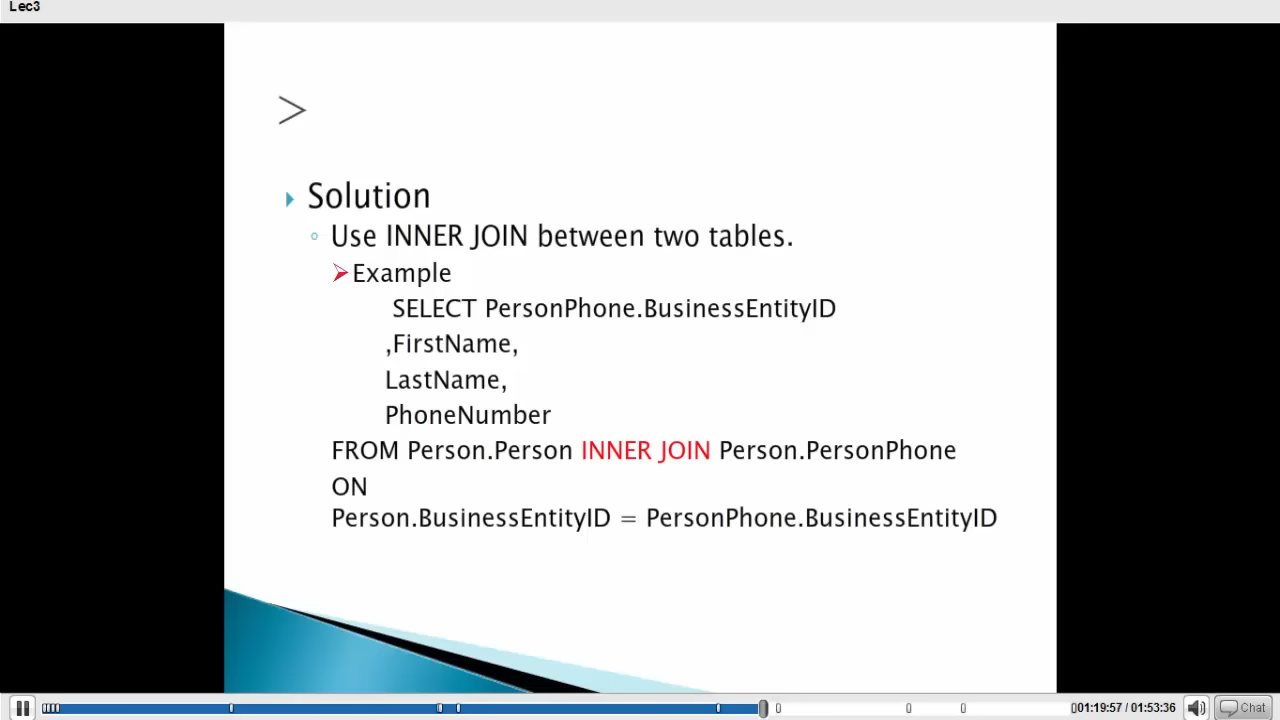 Lec3
>
Solution
Use INNER JOIN between two tables.
Example
SELECT PersonPhone.BusinessEntityID
,FirstName,
LastName,
PhoneNumber
FROM Person.Person INNER JOIN Person.PersonPhone
ON
Person.BusinessEntityID = PersonPhone.BusinessEntityID
01:19:57 / 01:53:36
Chat